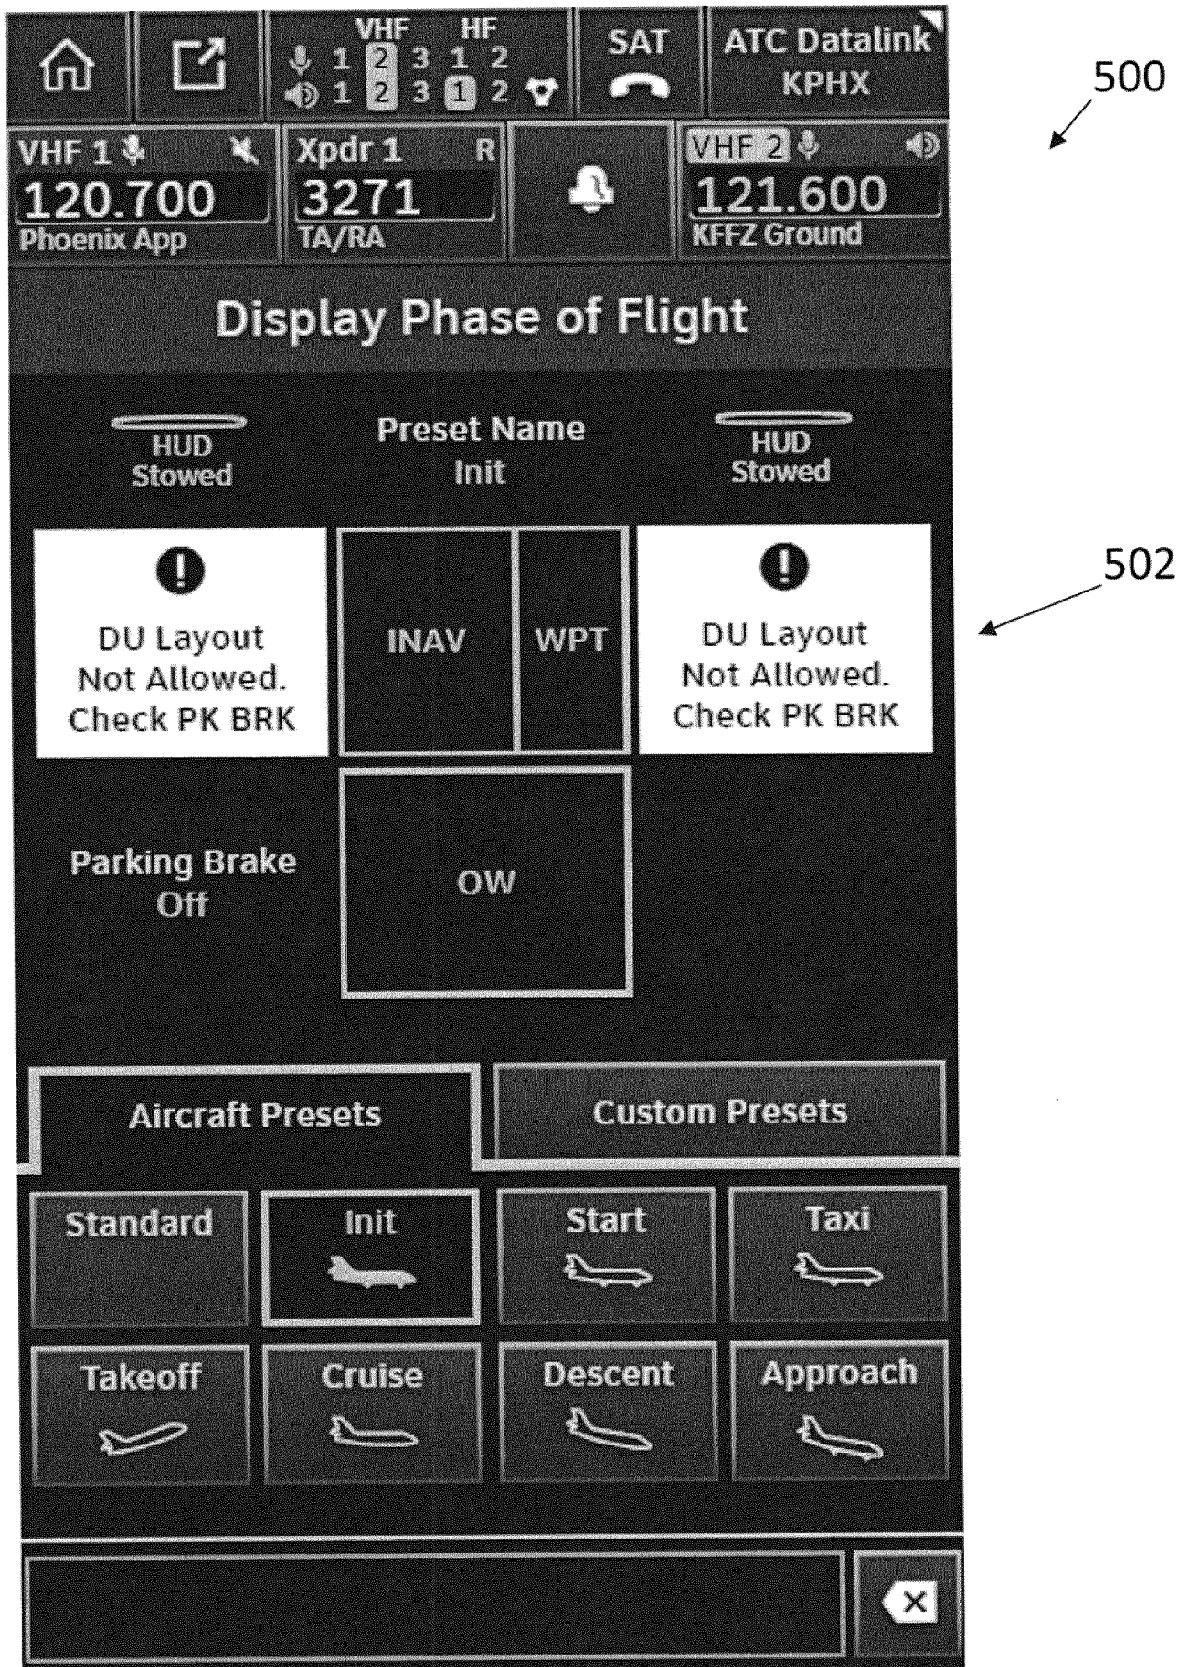 VHF HF
1 2 3 1 2
1 2 3 1 2
SAT
ATC Datalink
KPHX
500
VHF 1
120.700
Phoenix App
Xpdr 1 R
3271
TA/RA
VHF 2
121.600
KFFZ Ground
Display Phase of Flight
HUD
Stowed
Preset Name
Init
HUD
Stowed
!
DU Layout
Not Allowed.
Check PK BRK
INAV
WPT
!
DU Layout
Not Allowed.
Check PK BRK
502
Parking Brake
Off
OW
Aircraft Presets
Custom Presets
Standard
Init
Start
Taxi
Takeoff
Cruise
Descent
Approach